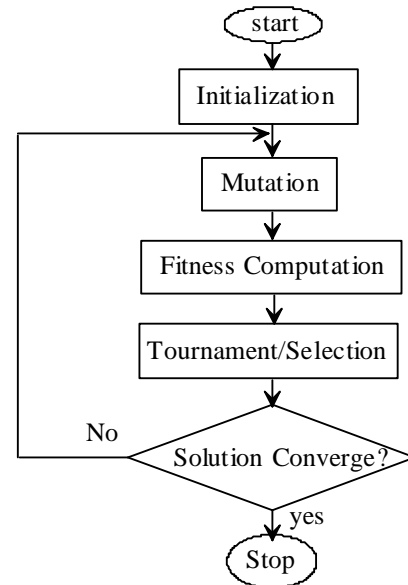 start
Initialization
Mutation
Fitness Computation
Tournament/Selection
No
Solution Converge?
yes
Stop